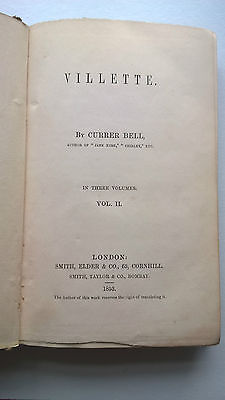 VILLETTE.
BY CURRER BELL,
AUTHOR OF "JANE EYRE," "SHIRLEY," ETC.
IN THREE VOLUMES.
VOL. II.
LONDON:
SMITH, ELDER & CO., 65, CORNHILL.
SMITH, TAYLOR & CO., BOMBAY.
1853.
The Author of this work reserves the right of translating it.